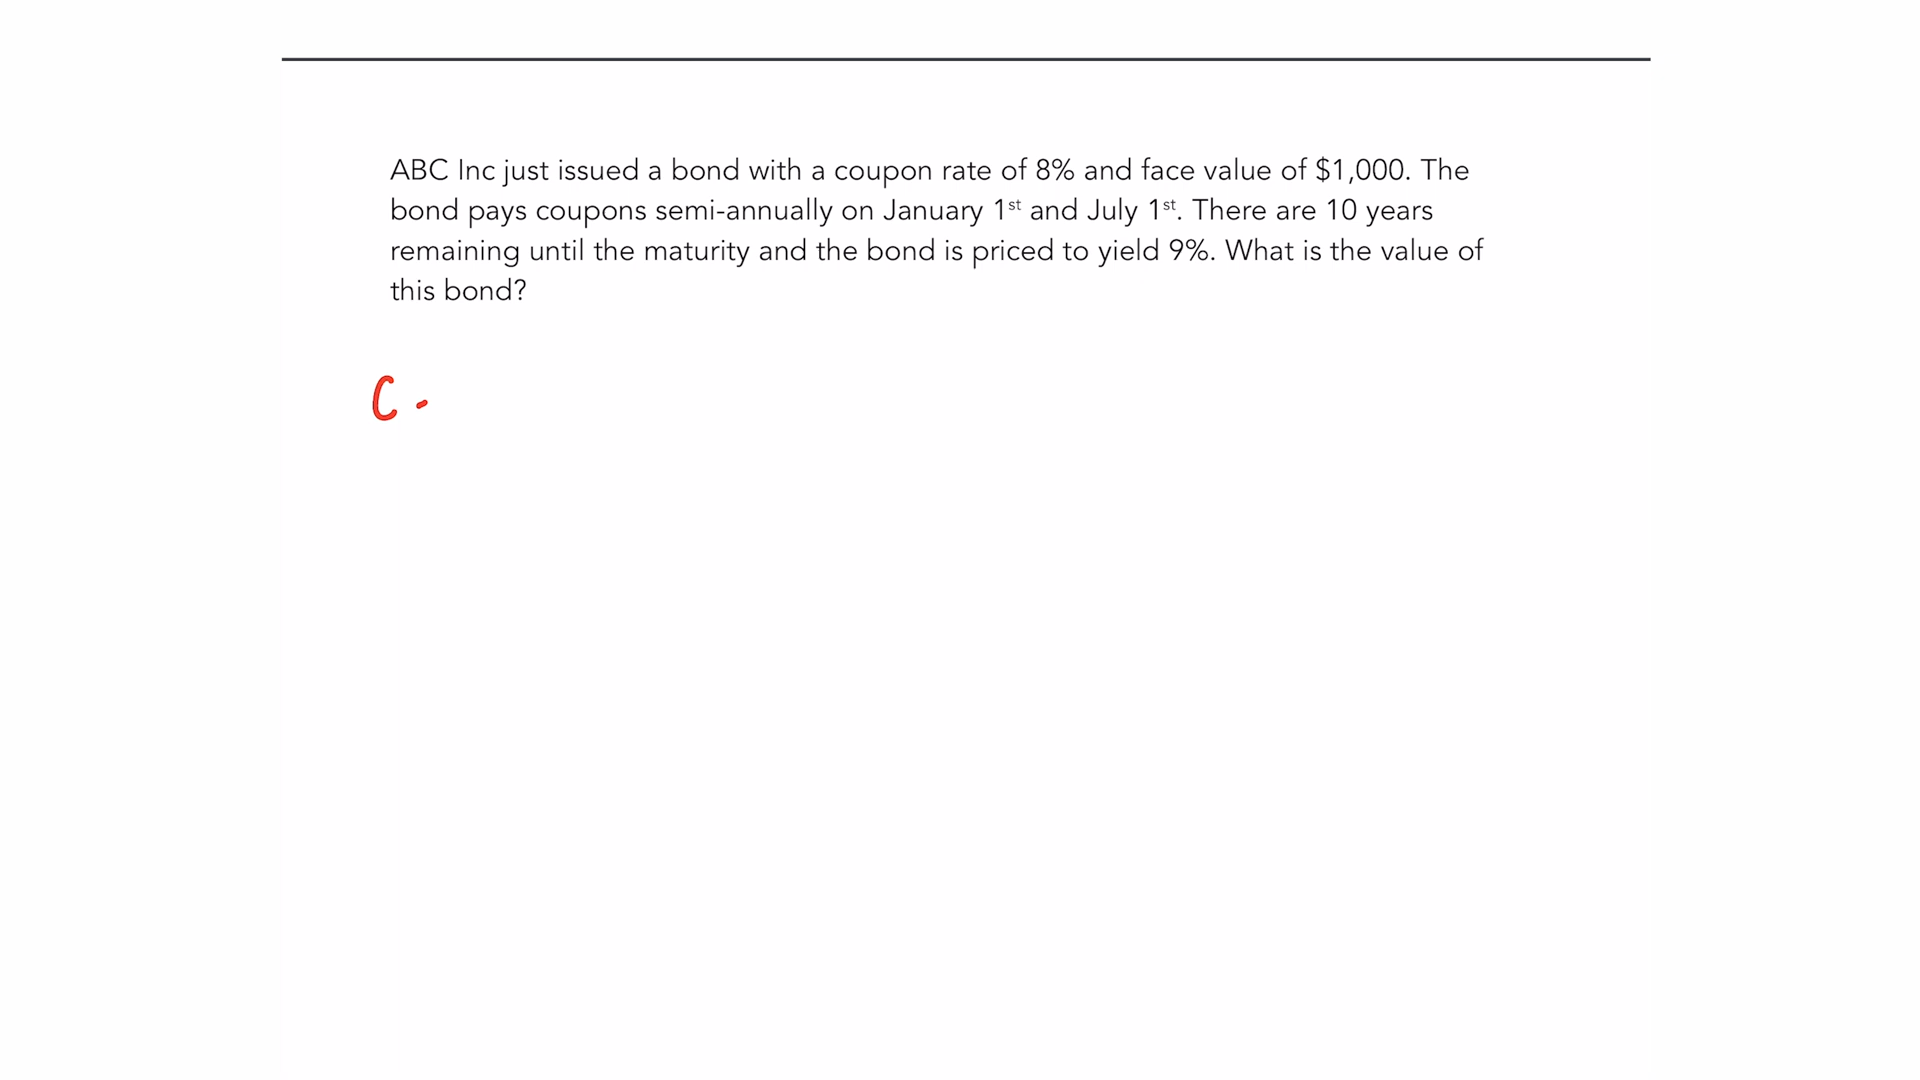 ABC Inc just issued a bond with a coupon rate of 8% and face value of $1,000. The
bond pays coupons semi-annually on January 1st and July 1st. There are 10 years
remaining until the maturity and the bond is priced to yield 9%. What is the value of
this bond?
C -